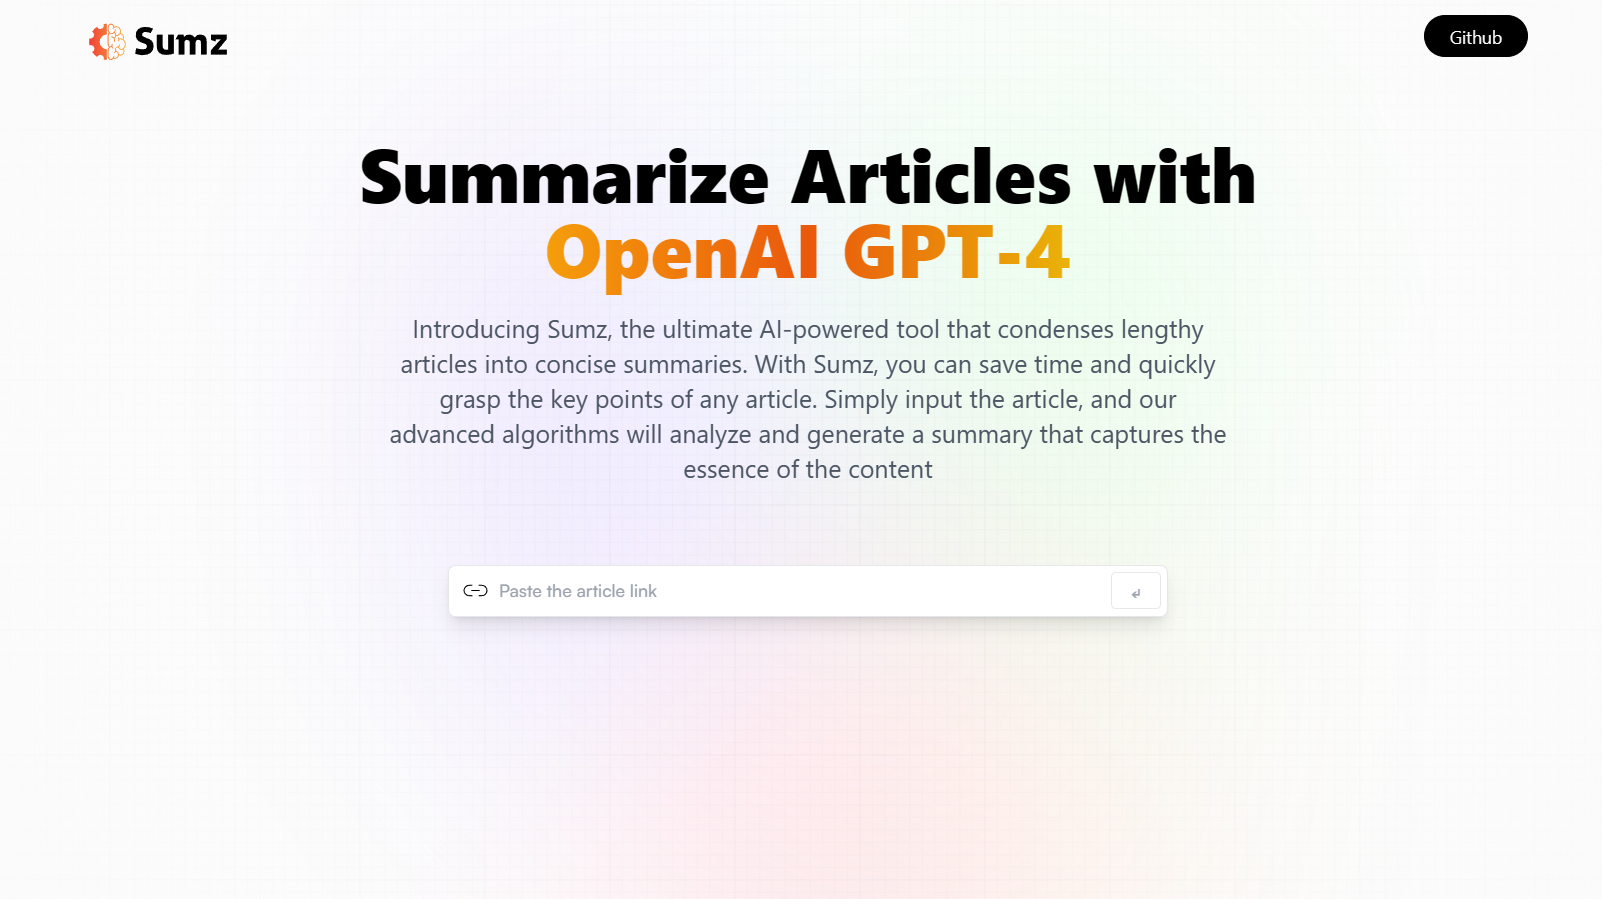 Sumz
Github
Summarize Articles with
OpenAI GPT-4
Introducing Sumz, the ultimate AI-powered tool that condenses lengthy
articles into concise summaries. With Sumz, you can save time and quickly
grasp the key points of any article. Simply input the article, and our
advanced algorithms will analyze and generate a summary that captures the
essence of the content
Paste the article link
↵